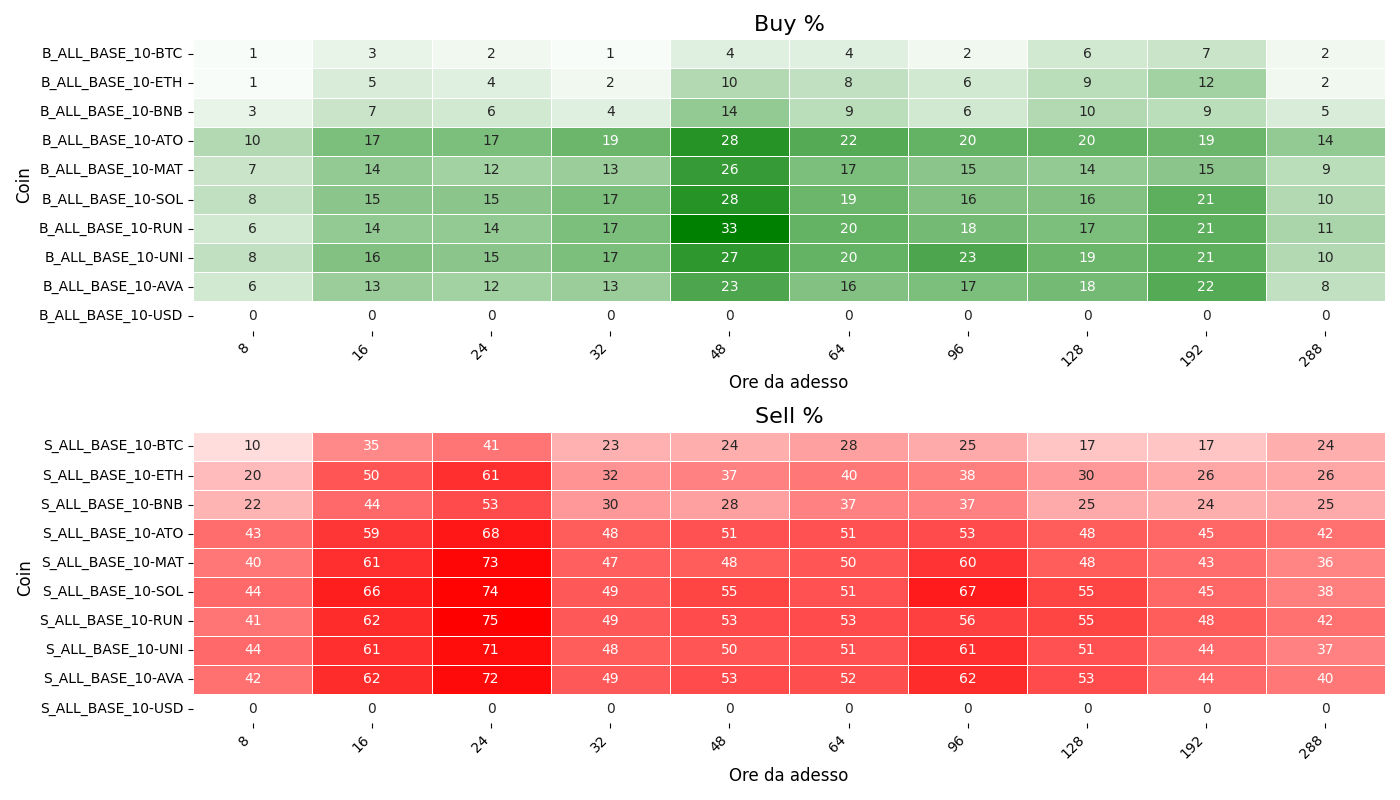 Buy %
Coin
B_ALL_BASE_10-BTC 1 3 2 1 4 4 2 6 7 2
B_ALL_BASE_10-ETH 1 5 4 2 10 8 6 9 12 2
B_ALL_BASE_10-BNB 3 7 6 4 14 9 6 10 9 5
B_ALL_BASE_10-ATO 10 17 17 19 28 22 20 20 19 14
B_ALL_BASE_10-MAT 7 14 12 13 26 17 15 14 15 9
B_ALL_BASE_10-SOL 8 15 15 17 28 19 16 16 21 10
B_ALL_BASE_10-RUN 6 14 14 17 33 20 18 17 21 11
B_ALL_BASE_10-UNI 8 16 15 17 27 20 23 19 21 10
B_ALL_BASE_10-AVA 6 13 12 13 23 16 17 18 22 8
B_ALL_BASE_10-USD 0 0 0 0 0 0 0 0 0 0
8 16 24 32 48 64 96 128 192 288
Ore da adesso
Sell %
Coin
S_ALL_BASE_10-BTC 10 35 41 23 24 28 25 17 17 24
S_ALL_BASE_10-ETH 20 50 61 32 37 40 38 30 26 26
S_ALL_BASE_10-BNB 22 44 53 30 28 37 37 25 24 25
S_ALL_BASE_10-ATO 43 59 68 48 51 51 53 48 45 42
S_ALL_BASE_10-MAT 40 61 73 47 48 50 60 48 43 36
S_ALL_BASE_10-SOL 44 66 74 49 55 51 67 55 45 38
S_ALL_BASE_10-RUN 41 62 75 49 53 53 56 55 48 42
S_ALL_BASE_10-UNI 44 61 71 48 50 51 61 51 44 37
S_ALL_BASE_10-AVA 42 62 72 49 53 52 62 53 44 40
S_ALL_BASE_10-USD 0 0 0 0 0 0 0 0 0 0
8 16 24 32 48 64 96 128 192 288
Ore da adesso